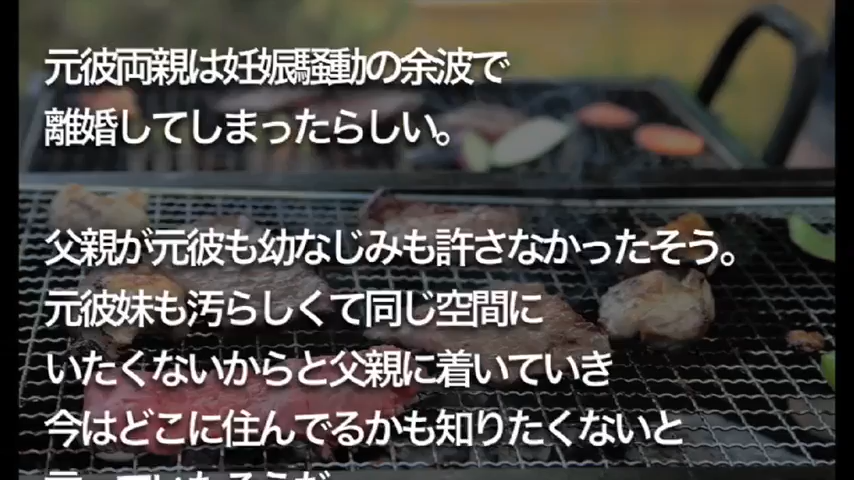 元彼両親は妊娠騒動の余波で
離婚してしまったらしい。
父親が元彼も幼なじみも許さなかったそう。
元彼妹も汚らしくて同じ空間に
いたくないからと父親に着いていき
今はどこに住んでるかも知りたくないと